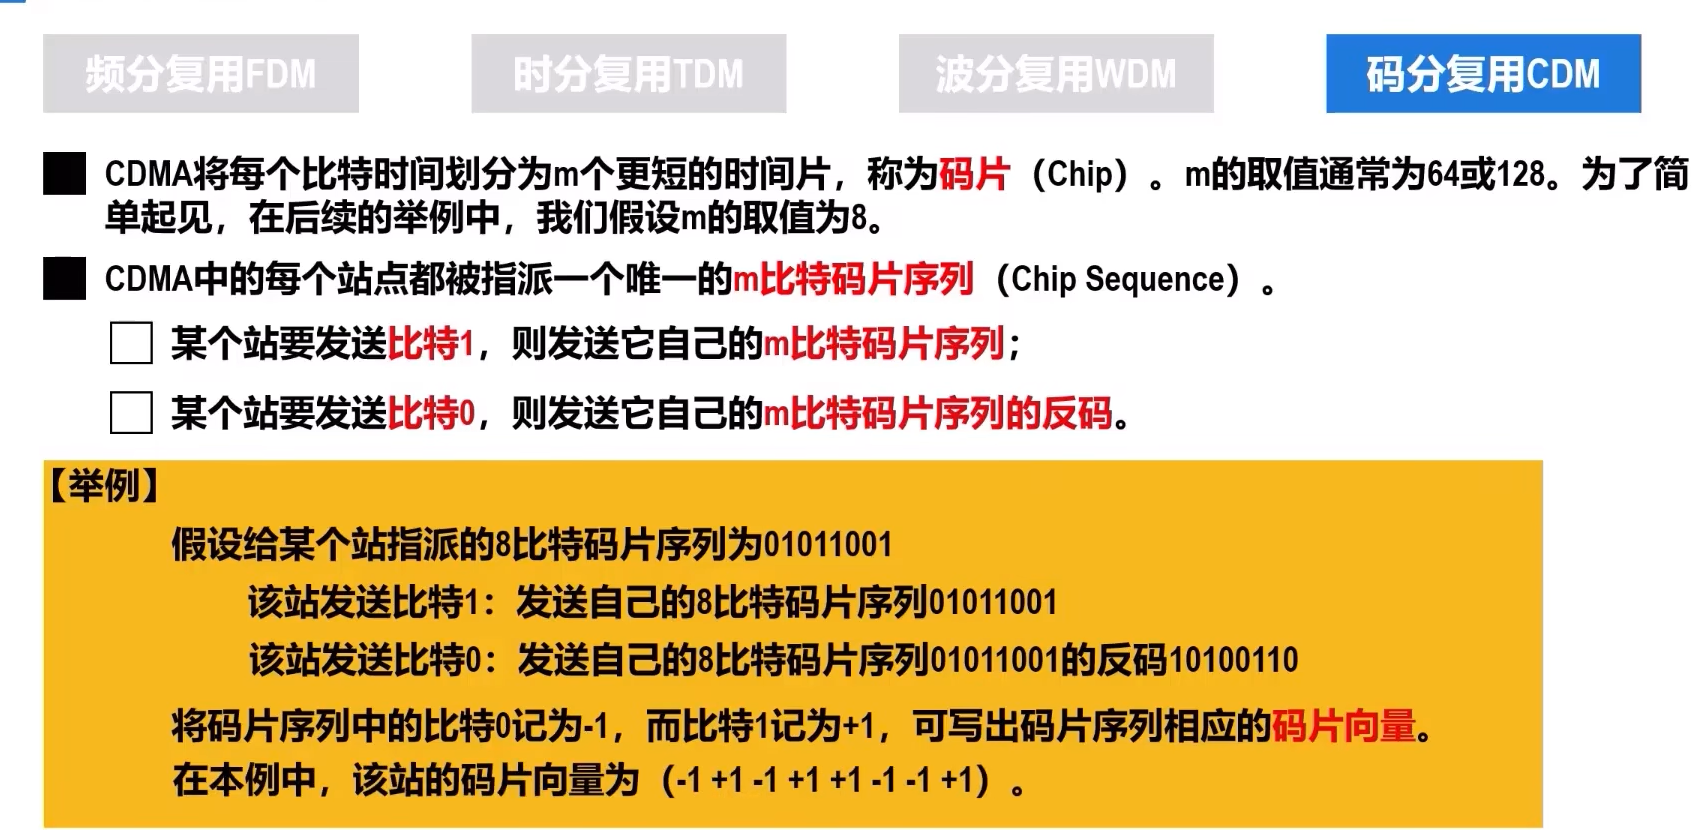 频分复用FDM 时分复用TDM 波分复用WDM 码分复用CDM
CDMA将每个比特时间划分为m个更短的时间片，称为码片（Chip）。m的取值通常为64或128。为了简
单起见，在后续的举例中，我们假设m的取值为8。
CDMA中的每个站点都被指派一个唯一的m比特码片序列（Chip Sequence）。
某个站要发送比特1，则发送它自己的m比特码片序列；
某个站要发送比特0，则发送它自己的m比特码片序列的反码。
【举例】
假设给某个站指派的8比特码片序列为01011001
该站发送比特1：发送自己的8比特码片序列01011001
该站发送比特0：发送自己的8比特码片序列01011001的反码10100110
将码片序列中的比特0记为-1，而比特1记为+1，可写出码片序列相应的码片向量。
在本例中，该站的码片向量为（-1 +1 -1 +1 +1 -1 -1 +1）。